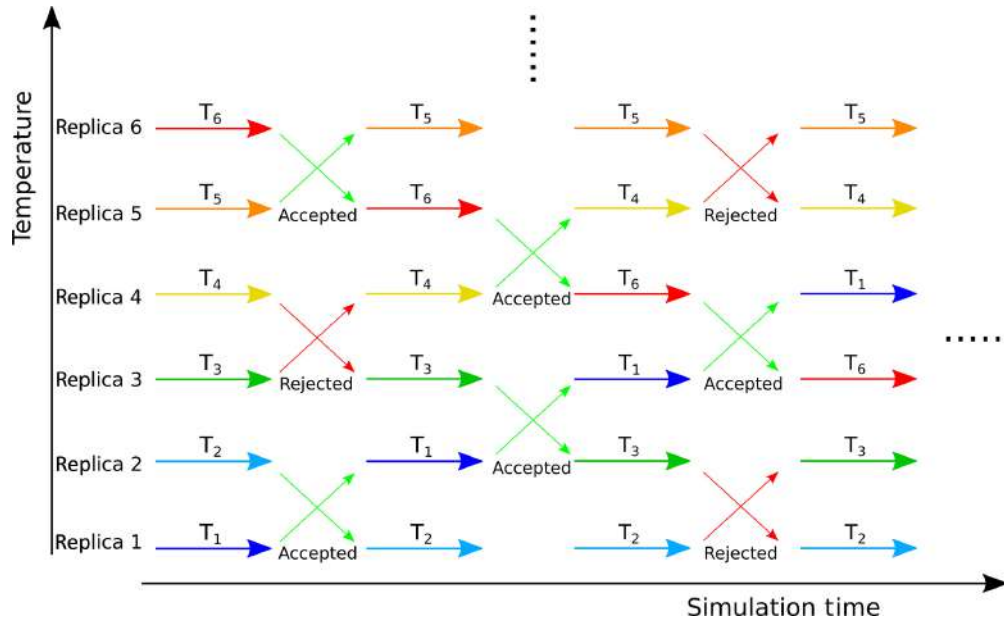 Temperature
Replica 6 T6 T5 T5 T5
Replica 5 T5 Accepted T6 T4 Rejected T4
Replica 4 T4 T4 Accepted T6 T1
Replica 3 T3 Rejected T3 T1 Accepted T6
Replica 2 T2 T1 Accepted T3 T3
Replica 1 T1 Accepted T2 T2 Rejected T2
Simulation time